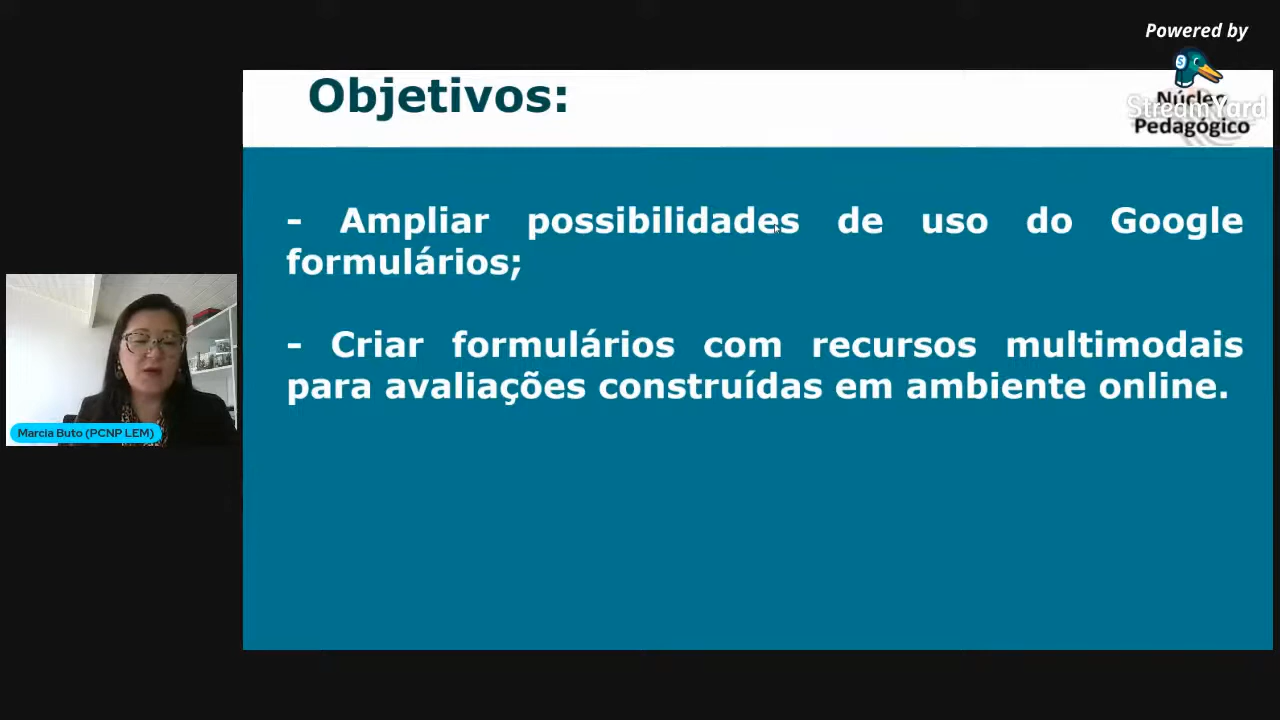 Powered by
StreamYard
Objetivos:
Núcleo
Pedagógico
- Ampliar possibilidades de uso do Google
formulários;
- Criar formulários com recursos multimodais
para avaliações construídas em ambiente online.
Marcia Buto (PCNP LEM)